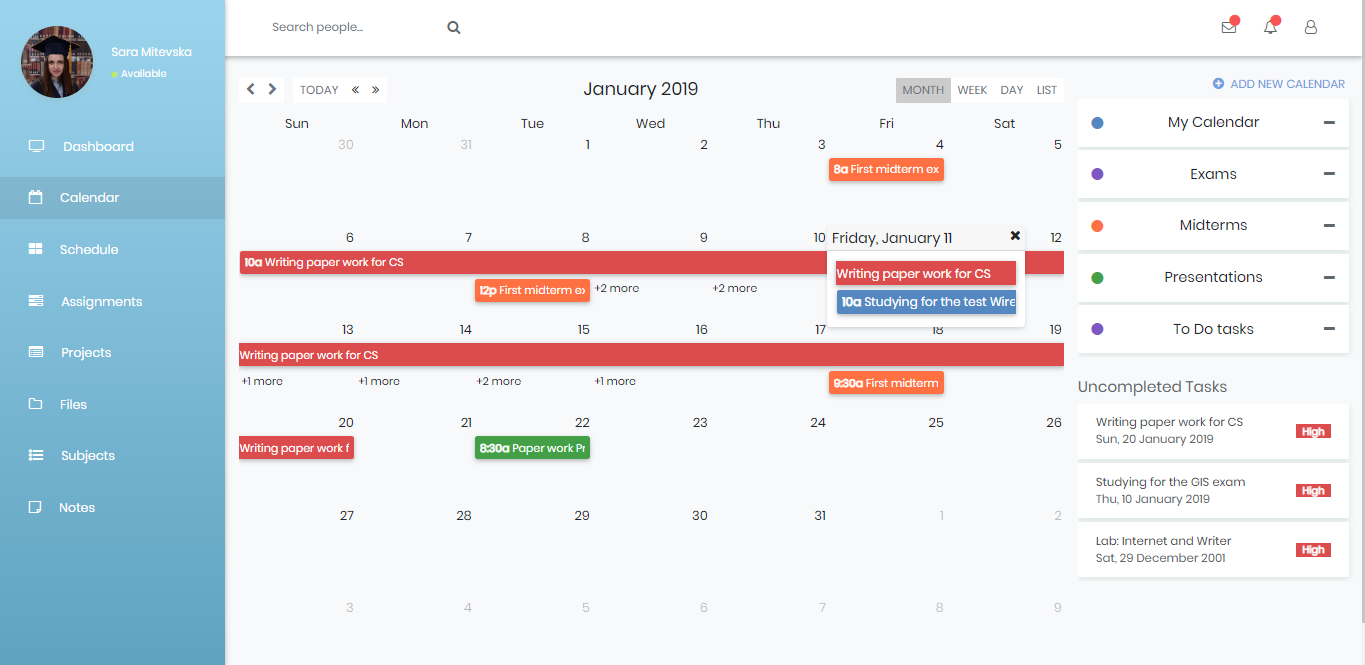 Sara Mitevska
Available
Dashboard
Calendar
Schedule
Assignments
Projects
Files
Subjects
Notes
Search people...
TODAY « »
January 2019
MONTH WEEK DAY LIST
Sun Mon Tue Wed Thu Fri Sat
30 31 1 2 3 4 5
8a First midterm ex
6 7 8 9 10 12
10a Writing paper work for CS
12p First midterm ex +2 more +2 more
Friday, January 11
Writing paper work for CS
10a Studying for the test Wire
13 14 15 16 17 18 19
Writing paper work for CS
+1 more +1 more +2 more +1 more 9:30a First midterm
20 21 22 23 24 25 26
Writing paper work f 8:30a Paper work Pr
27 28 29 30 31 1 2
3 4 5 6 7 8 9
ADD NEW CALENDAR
My Calendar
Exams
Midterms
Presentations
To Do tasks
Uncompleted Tasks
Writing paper work for CS
Sun, 20 January 2019
High
Studying for the GIS exam
Thu, 10 January 2019
High
Lab: Internet and Writer
Sat, 29 December 2001
High